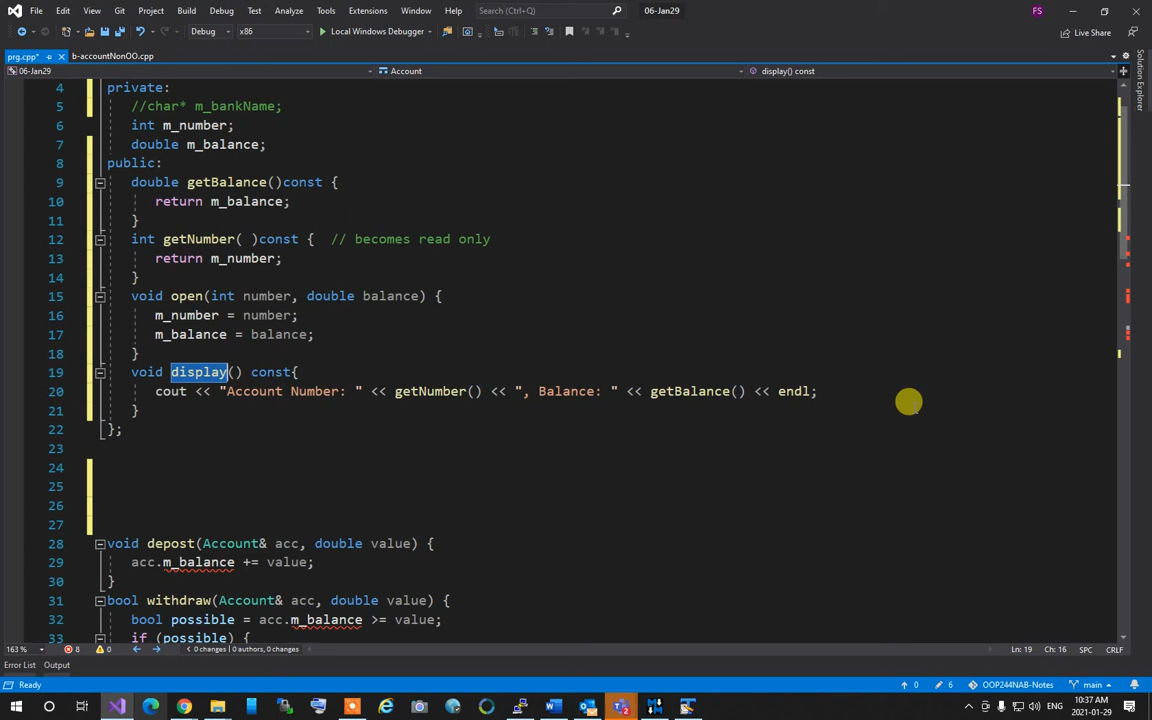 File Edit View Git Project Build Debug Test Analyze Tools Extensions Window Help Search (Ctrl+Q) 06-Jan29 FS
Debug x86 Local Windows Debugger Live Share
prg.cpp* b-accountNonOO.cpp
06-Jan29 Account display() const
Solution Explorer
4 private:
5 //char* m_bankName;
6 int m_number;
7 double m_balance;
8 public:
9 double getBalance()const {
10 return m_balance;
11 }
12 int getNumber( )const { // becomes read only
13 return m_number;
14 }
15 void open(int number, double balance) {
16 m_number = number;
17 m_balance = balance;
18 }
19 void display() const{
20 cout << "Account Number: " << getNumber() << ", Balance: " << getBalance() << endl;
21 }
22 };
23
24
25
26
27
28 void depost(Account& acc, double value) {
29 acc.m_balance += value;
30 }
31 bool withdraw(Account& acc, double value) {
32 bool possible = acc.m_balance >= value;
33 if (possible) {
163 % 8 0 0 changes | 0 authors, 0 changes Ln: 19 Ch: 16 SPC CRLF
Error List Output
Ready 0 6 OOP244NAB-Notes main
ENG 10:37 AM 2021-01-29